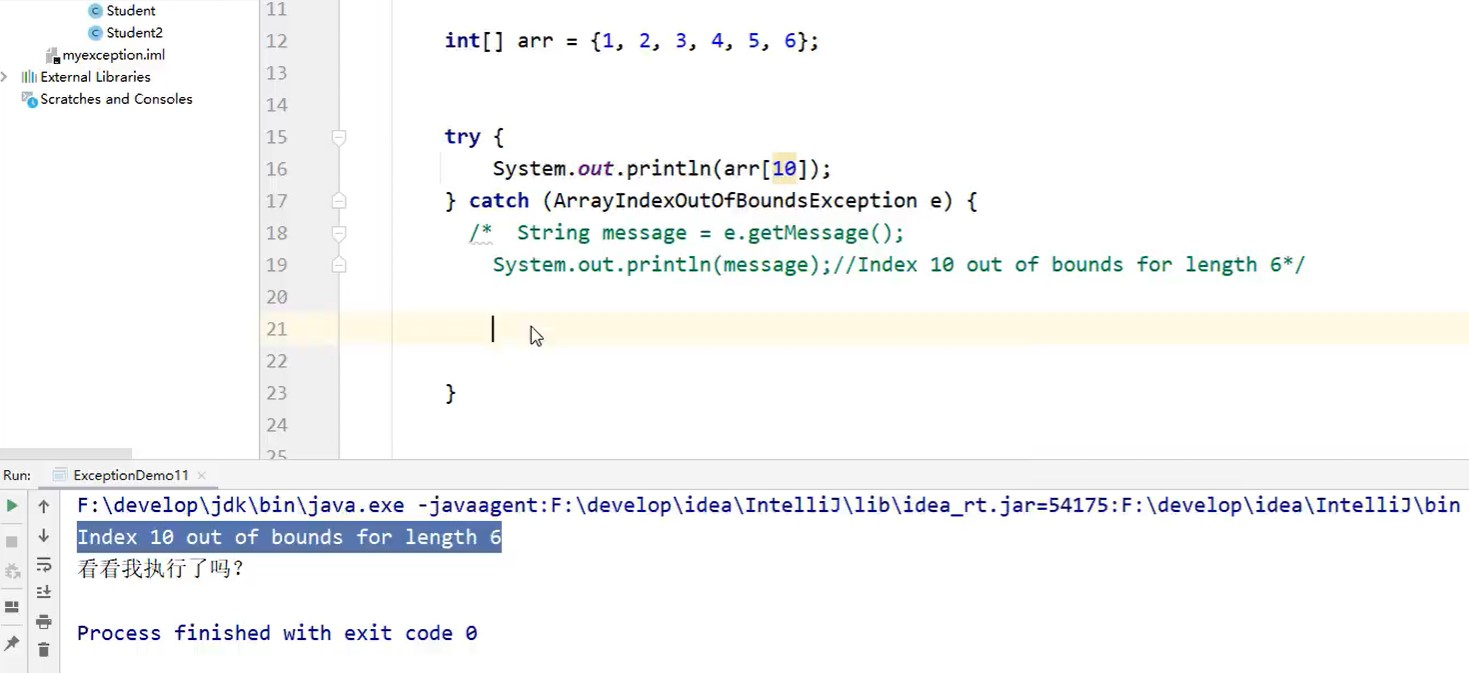 Student
Student2
myexception.iml
External Libraries
Scratches and Consoles
11
12 int[] arr = {1, 2, 3, 4, 5, 6};
13
14
15 try {
16 System.out.println(arr[10]);
17 } catch (ArrayIndexOutOfBoundsException e) {
18 /* String message = e.getMessage();
19 System.out.println(message);//Index 10 out of bounds for length 6*/
20
21
22
23 }
24
25
Run: ExceptionDemo11
F:\develop\jdk\bin\java.exe -javaagent:F:\develop\idea\IntelliJ\lib\idea_rt.jar=54175:F:\develop\idea\IntelliJ\bin
Index 10 out of bounds for length 6
看看我执行了吗?
Process finished with exit code 0